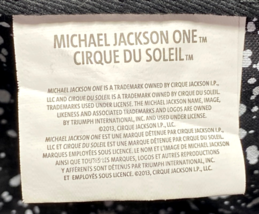 MICHAEL JACKSON ONE™
CIRQUE DU SOLEIL™
MICHAEL JACKSON ONE IS A TRADEMARK OWNED BY CIRQUE JACKSON I.P.,
LLC AND CIRQUE DU SOLEIL IS A TRADEMARK OWNED BY CIRQUE DU SOLEIL.
TRADEMARKS USED UNDER LICENSE. THE MICHAEL JACKSON NAME, IMAGE,
LIKENESS AND ASSOCIATED TRADEMARKS AND LOGOS ARE OWNED
BY TRIUMPH INTERNATIONAL, INC. AND USED UNDER LICENSE.
©2013, CIRQUE JACKSON I.P., LLC.
MICHAEL JACKSON ONE EST UNE MARQUE DÉTENUE PAR CIRQUE JACKSON I.P.,
LLC ET CIRQUE DU SOLEIL EST UNE MARQUE DÉTENUE PAR CIRQUE DU SOLEIL ET
MARQUES EMPLOYÉES SOUS LICENCE. LE NOM ET L'IMAGE DE MICHAEL JACKSON
AINSI QUE TOUTES LES MARQUES, LOGOS ET AUTRES REPRODUCTIONS
Y AFFÉRENTS SONT DÉTENUS PAR TRIUMPH INTERNATIONAL, INC.
ET EMPLOYÉS SOUS LICENCE. ©2013, CIRQUE JACKSON I.P., LLC.